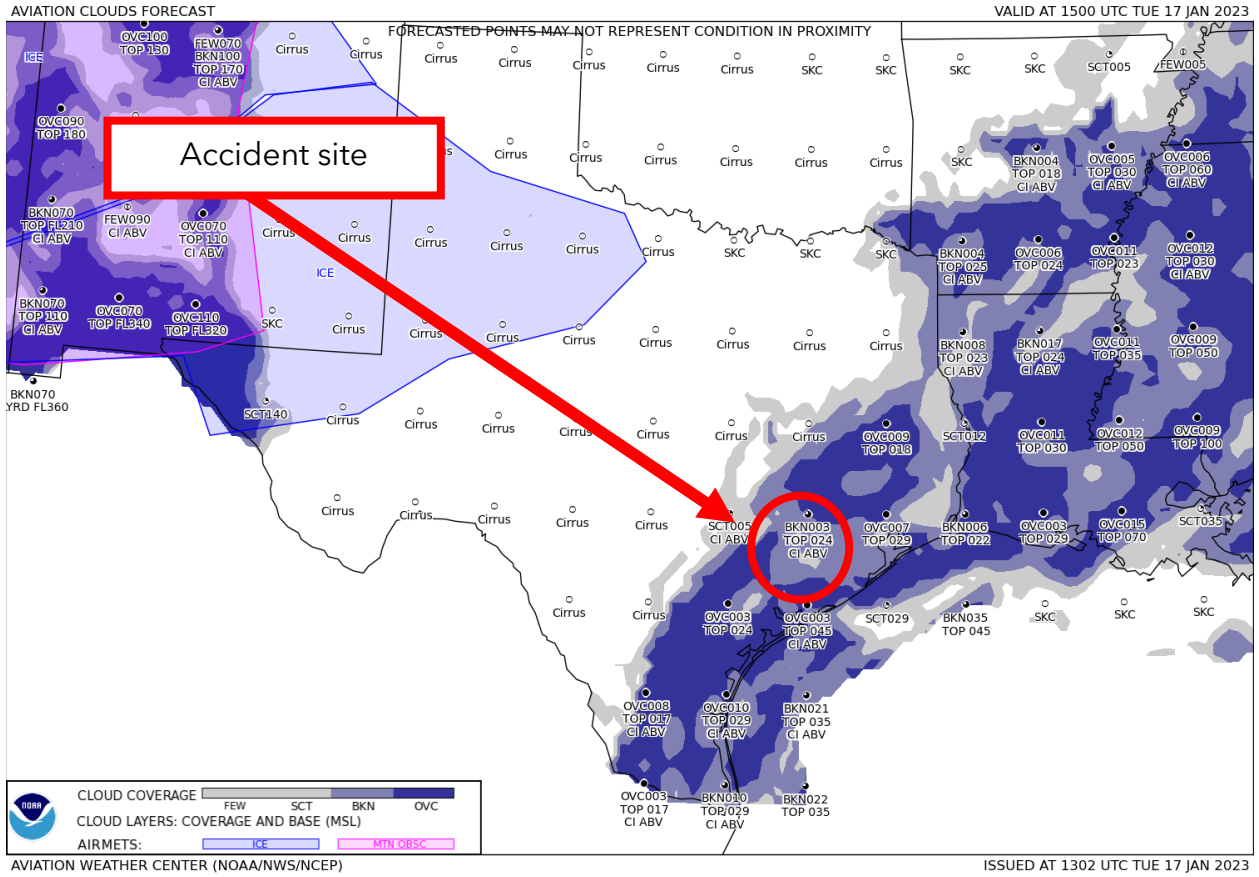 AVIATION CLOUDS FORECAST
VALID AT 1500 UTC TUE 17 JAN 2023
FORECASTED POINTS MAY NOT REPRESENT CONDITION IN PROXIMITY
OVC100
TOP 130
FEW070
BKN100
TOP 170
CI ABV
Cirrus
Cirrus
Cirrus
Cirrus
Cirrus
Cirrus
Cirrus
SKC
SKC
SKC
SKC
SCT005
FEW005
ICE
OVC090
TOP 180
Accident site
Cirrus
Cirrus
Cirrus
Cirrus
Cirrus
Cirrus
SKC
BKN004
TOP 018
CI ABV
OVC005
TOP 030
CI ABV
OVC006
TOP 060
CI ABV
BKN070
TOP FL210
CI ABV
FEW090
CI ABV
OVC070
TOP 110
CI ABV
Cirrus
Cirrus
Cirrus
Cirrus
Cirrus
Cirrus
SKC
SKC
SKC
BKN004
TOP 025
CI ABV
OVC006
TOP 024
OVC011
TOP 023
OVC012
TOP 030
CI ABV
ICE
BKN070
TOP 110
CI ABV
OVC070
TOP FL340
OVC110
TOP FL320
SKC
Cirrus
Cirrus
Cirrus
Cirrus
Cirrus
Cirrus
Cirrus
Cirrus
BKN008
TOP 023
CI ABV
BKN017
TOP 024
CI ABV
OVC011
TOP 035
OVC009
TOP 050
BKN070
YRD FL360
SCT140
Cirrus
Cirrus
Cirrus
Cirrus
Cirrus
Cirrus
Cirrus
OVC009
TOP 018
SCT012
OVC011
TOP 030
OVC012
TOP 050
OVC009
TOP 100
Cirrus
Cirrus
Cirrus
Cirrus
Cirrus
SCT005
CI ABV
BKN003
TOP 024
CI ABV
OVC007
TOP 029
BKN006
TOP 022
OVC003
TOP 029
OVC015
TOP 070
SCT035
Cirrus
Cirrus
OVC003
TOP 024
OVC003
TOP 045
CI ABV
SCT029
BKN035
TOP 045
SKC
SKC
SKC
OVC008
TOP 017
CI ABV
OVC010
TOP 029
CI ABV
BKN021
TOP 035
CI ABV
OVC003
TOP 017
CI ABV
BKN010
TOP 029
CI ABV
BKN022
TOP 035
NOAA
CLOUD COVERAGE
FEW SCT BKN OVC
CLOUD LAYERS: COVERAGE AND BASE (MSL)
AIRMETS: ICE MTN OBSC
AVIATION WEATHER CENTER (NOAA/NWS/NCEP)
ISSUED AT 1302 UTC TUE 17 JAN 2023